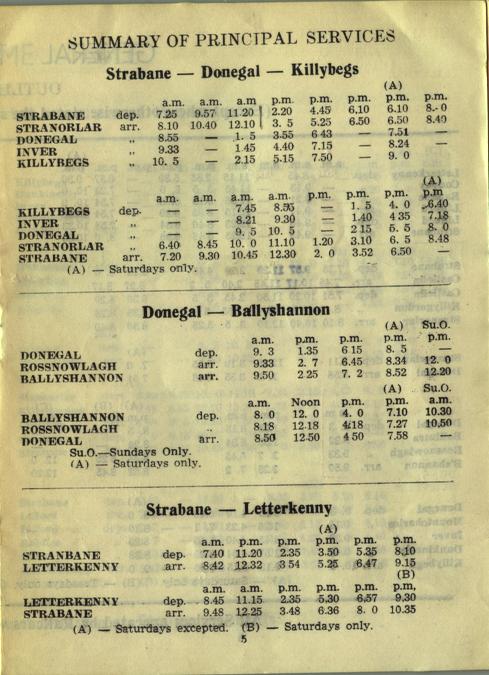 SUMMARY OF PRINCIPAL SERVICES
Strabane — Donegal — Killybegs
(A)
a.m. a.m. a.m p.m. p.m. p.m. p.m. p.m.
STRABANE dep. 7.25 9.57 11.20 2.20 4.45 6.10 6.10 8.-0
STRANORLAR arr. 8.10 10.40 12.10 3. 5 5.25 6.50 6.50 8.40
DONEGAL „ 8.55 — 1. 5 3.55 6 43 — 7.51 —
INVER „ 9.33 — 1.45 4.40 7.15 — 8.24 —
KILLYBEGS „ 10. 5 — 2.15 5.15 7.50 — 9. 0
(A)
a.m. a.m. a.m. a.m. p.m. p.m. p.m. p.m
KILLYBEGS dep. — — 7.45 8.55 — 1. 5 4. 0 6.40
INVER „ — — 8.21 9.30 — 1.40 4 35 7.18
DONEGAL „ — — 9. 5 10. 5 — 2 15 5. 5 8. 0
STRANORLAR „ 6.40 8.45 10. 0 11.10 1.20 3.10 6. 5 8.48
STRABANE arr. 7.20 9.30 10.45 12.30 2. 0 3.52 6.50 —
(A) — Saturdays only.
Donegal — Ballyshannon
(A) Su.O.
a.m. p.m. p.m. p.m. p.m.
DONEGAL dep. 9. 3 1.35 6 15 8. 5 —
ROSSNOWLAGH arr. 9.33 2. 7 6.45 8.34 12. 0
BALLYSHANNON arr. 9.50 2 25 7. 2 8.52 12.20
(A) Su.O.
a.m. Noon p.m. p.m. a.m.
BALLYSHANNON dep. 8. 0 12. 0 4. 0 7.10 10.30
ROSSNOWLAGH „ 8.18 12.18 4.18 7.27 10.50
DONEGAL arr. 8.50 12.50 4 50 7.58 —
Su.O.—Sundays Only.
(A) — Saturdays only.
Strabane — Letterkenny
(A)
a.m. p.m. p.m. p.m. p.m. p.m.
STRANBANE dep. 7.40 11.20 2.35 3.50 5.35 8.10
LETTERKENNY arr. 8.42 12.32 3 54 5.25 6.47 9.15
(B)
a.m. a.m. p.m. p.m. p.m. p.m,
LETTERKENNY dep. 8.45 11.15 2.35 5.30 6.57 9.30
STRABANE arr. 9.48 12.25 3.48 6.36 8. 0 10.35
(A) — Saturdays excepted. (B) — Saturdays only.
5